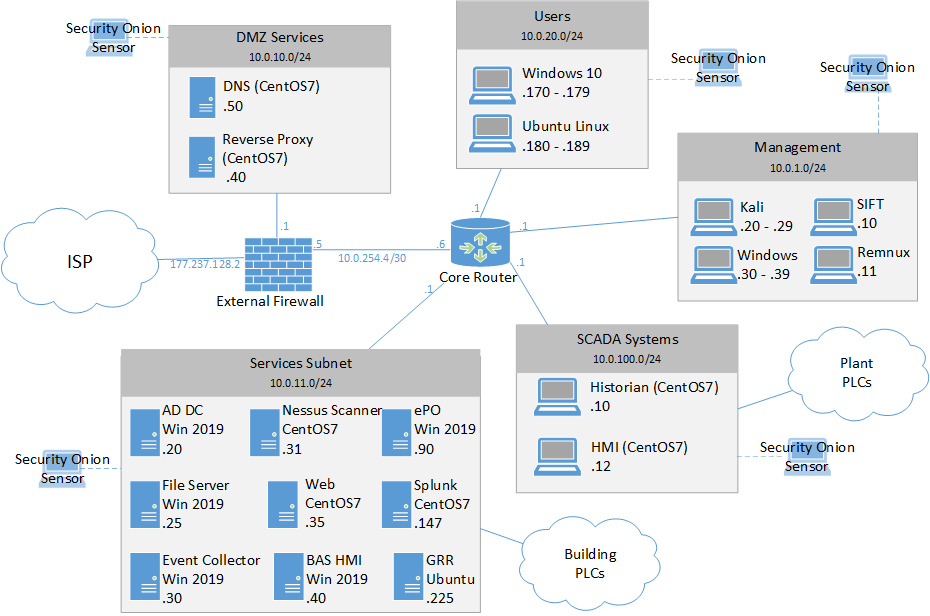 Security Onion
Sensor
DMZ Services
10.0.10.0/24
DNS (CentOS7)
.50
Reverse Proxy
(CentOS7)
.40
Users
10.0.20.0/24
Windows 10
.170 - .179
Ubuntu Linux
.180 - .189
Security Onion
Sensor
Security Onion
Sensor
Management
10.0.1.0/24
Kali
.20 - .29
SIFT
.10
Windows
.30 - .39
Remnux
.11
ISP
177.237.128.2
.1
.5
External Firewall
10.0.254.4/30
.6
.1
.1
.1
.1
Core Router
Services Subnet
10.0.11.0/24
AD DC
Win 2019
.20
Nessus Scanner
CentOS7
.31
ePO
Win 2019
.90
File Server
Win 2019
.25
Web
CentOS7
.35
Splunk
CentOS7
.147
Event Collector
Win 2019
.30
BAS HMI
Win 2019
.40
GRR
Ubuntu
.225
Security Onion
Sensor
SCADA Systems
10.0.100.0/24
Historian (CentOS7)
.10
HMI (CentOS7)
.12
Plant
PLCs
Security Onion
Sensor
Building
PLCs